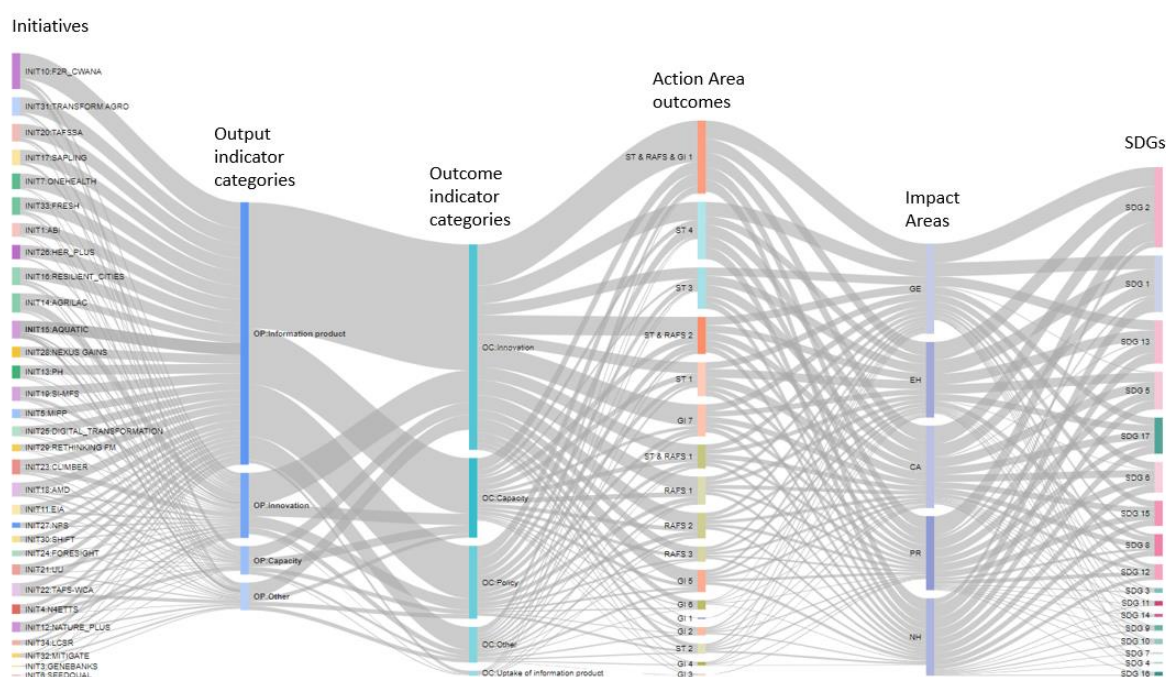 Initiatives
INIT10:F2R_CWANA
INIT31:TRANSFORM AGRO
INIT20:TAFSSA
INIT17:SAPLING
INIT7:ONEHEALTH
INIT33:FRESH
INIT1:ABI
INIT26:HER_PLUS
INIT16:RESILIENT_CITIES
INIT14:AGRILAC
INIT15:AQUATIC
INIT28:NEXUS GAINS
INIT13:PH
INIT19:SI-MFS
INIT5:MIPP
INIT25:DIGITAL_TRANSFORMATION
INIT29:RETHINKING FM
INIT23:CLIMBER
INIT18:AMD
INIT11:EIA
INIT27:NPS
INIT30:SHIFT
INIT24:FORESIGHT
INIT21:UU
INIT22:TAFS-WCA
INIT4:N4ETTS
INIT12:NATURE_PLUS
INIT34:LCSR
INIT32:MITIGATE
INIT3:GENEBANKS
INIT6:SEEDQUAL
Output
indicator
categories
OP:Information product
OP:Innovation
OP:Capacity
OP:Other
Outcome
indicator
categories
OC:Innovation
OC:Capacity
OC:Policy
OC:Other
OC:Uptake of information product
Action Area
outcomes
ST & RAFS & GI 1
ST 4
ST 3
ST & RAFS 2
ST 1
GI 7
ST & RAFS 1
RAFS 1
RAFS 2
RAFS 3
GI 5
GI 6
GI 1
GI 2
ST 2
GI 4
GI 3
Impact
Areas
GE
EH
CA
PR
NH
SDGs
SDG 2
SDG 1
SDG 13
SDG 5
SDG 17
SDG 6
SDG 15
SDG 8
SDG 12
SDG 3
SDG 11
SDG 14
SDG 9
SDG 10
SDG 7
SDG 4
SDG 16